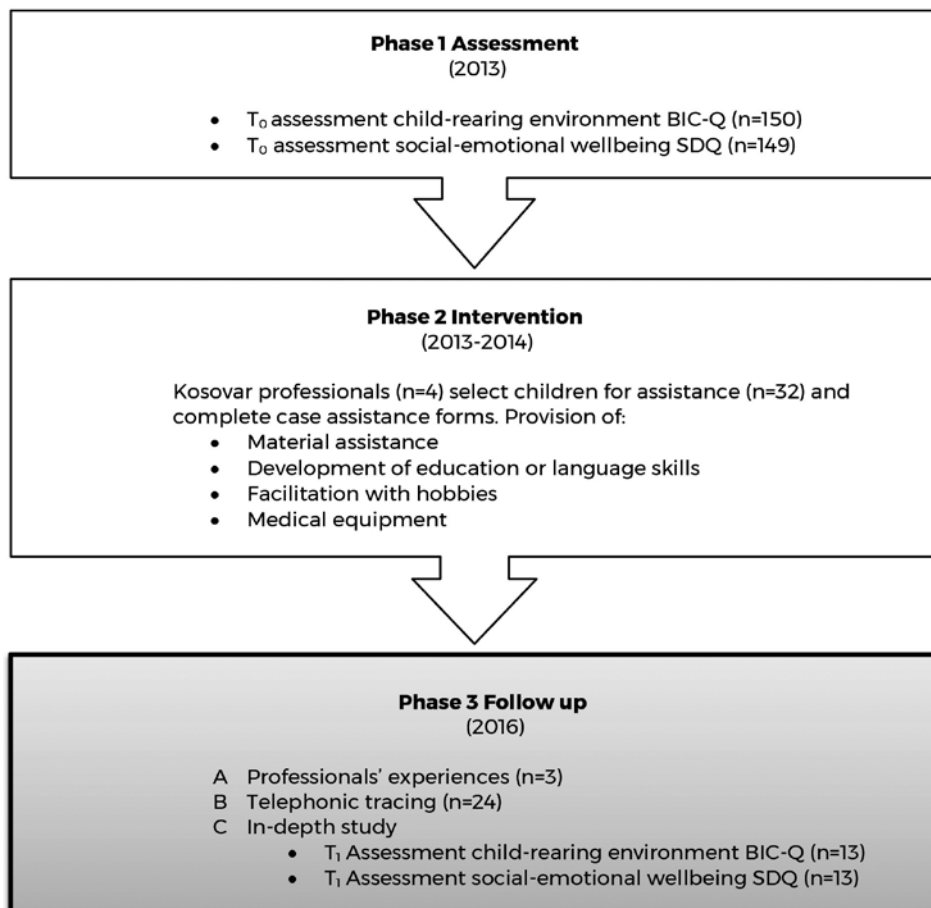 Phase 1 Assessment
(2013)
• T₀ assessment child-rearing environment BIC-Q (n=150)
• T₀ assessment social-emotional wellbeing SDQ (n=149)
Phase 2 Intervention
(2013-2014)
Kosovar professionals (n=4) select children for assistance (n=32) and
complete case assistance forms. Provision of:
• Material assistance
• Development of education or language skills
• Facilitation with hobbies
• Medical equipment
Phase 3 Follow up
(2016)
A Professionals’ experiences (n=3)
B Telephonic tracing (n=24)
C In-depth study
• T₁ Assessment child-rearing environment BIC-Q (n=13)
• T₁ Assessment social-emotional wellbeing SDQ (n=13)